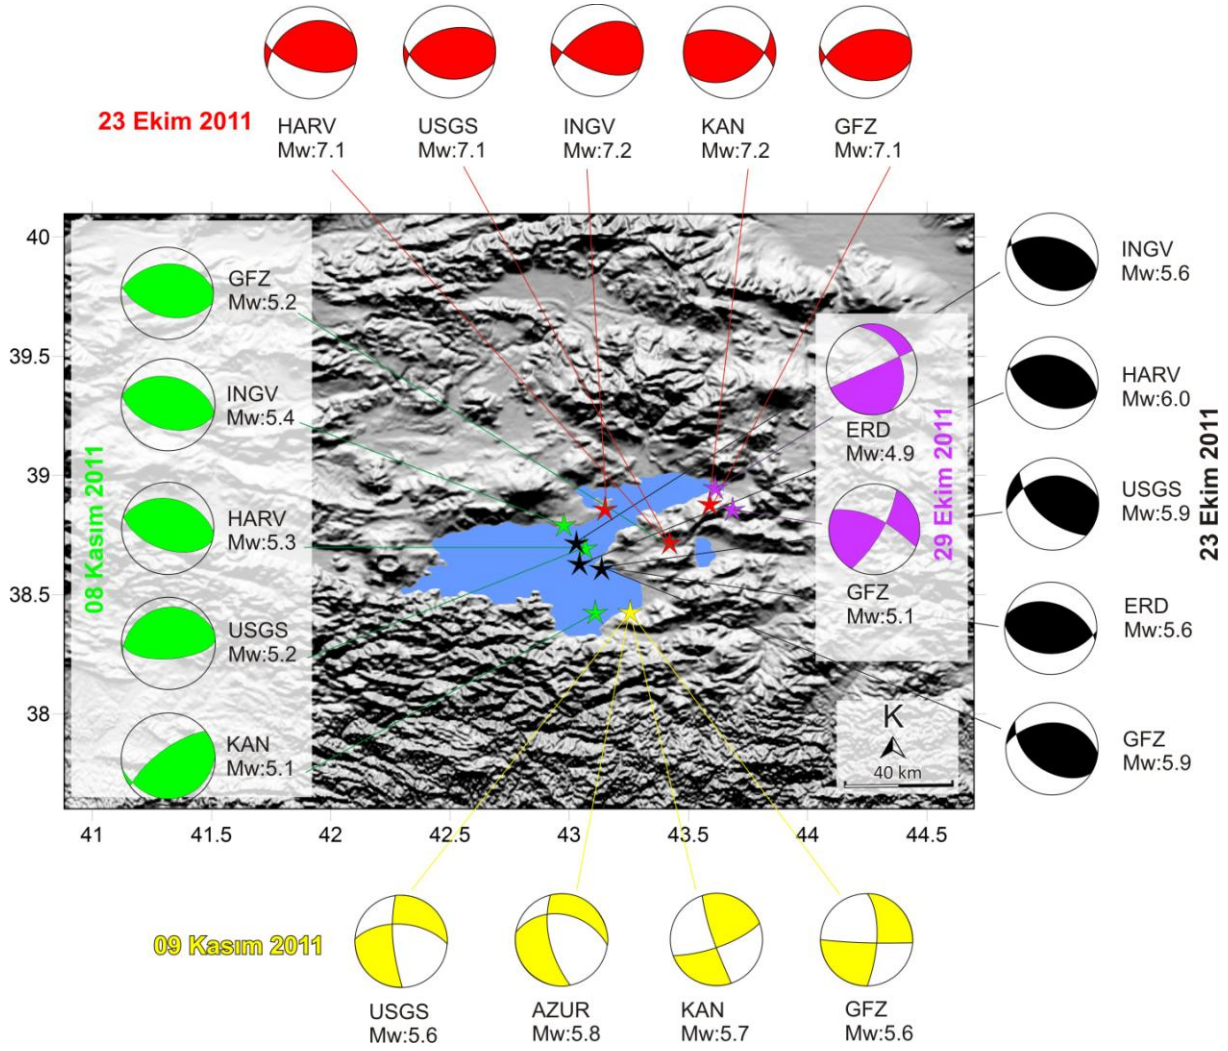 23 Ekim 2011
HARV
Mw:7.1
USGS
Mw:7.1
INGV
Mw:7.2
KAN
Mw:7.2
GFZ
Mw:7.1
40
39.5
39
38.5
38
08 Kasım 2011
GFZ
Mw:5.2
INGV
Mw:5.4
HARV
Mw:5.3
USGS
Mw:5.2
KAN
Mw:5.1
ERD
Mw:4.9
GFZ
Mw:5.1
29 Ekim 2011
INGV
Mw:5.6
HARV
Mw:6.0
USGS
Mw:5.9
ERD
Mw:5.6
GFZ
Mw:5.9
23 Ekim 2011
K
40 km
41
41.5
42
42.5
43
43.5
44
44.5
09 Kasım 2011
USGS
Mw:5.6
AZUR
Mw:5.8
KAN
Mw:5.7
GFZ
Mw:5.6